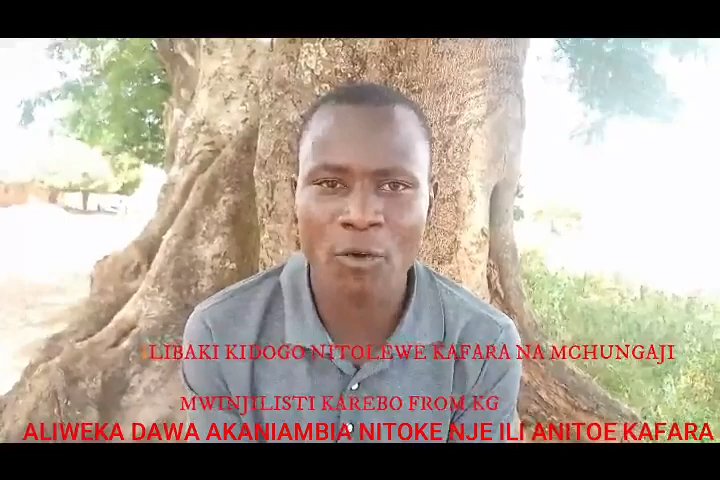 LIBAKI KIDOGO NITOLEWE KAFARA NA MCHUNGAJI
MWINJILISTI KAREBO FROM KG
ALIWEKA DAWA AKANIAMBIA NITOKE NJE ILI ANITOE KAFARA